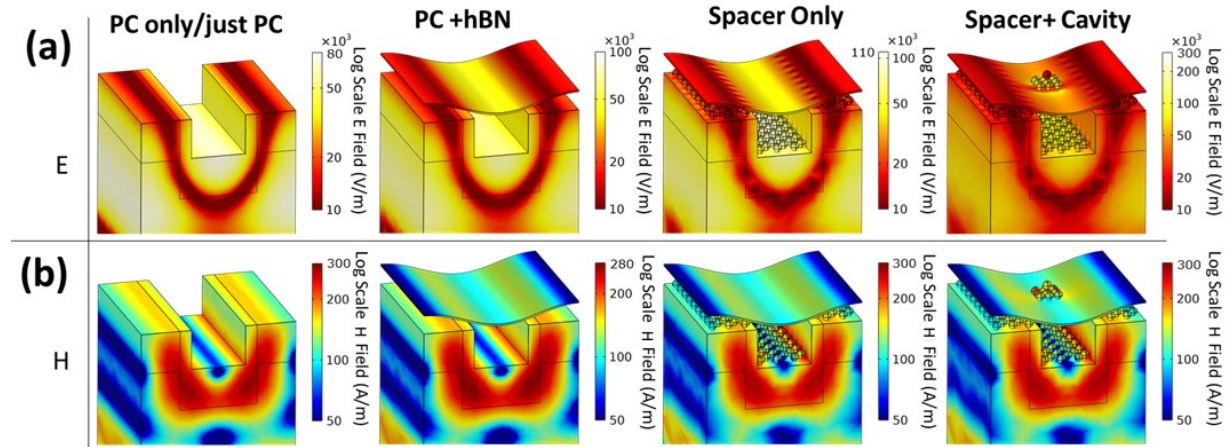 (a)
PC only/just PC
PC +hBN
Spacer Only
Spacer+ Cavity
E
×10³
80
50
20
10
Log Scale E Field (V/m)
×10³
100
50
20
10
Log Scale E Field (V/m)
110 ×10³
100
50
20
10
Log Scale E Field (V/m)
×10³
300
200
100
50
30
20
10
Log Scale E Field (V/m)
(b)
H
300
200
100
50
Log Scale H Field (A/m)
280
200
100
50
Log Scale H Field (A/m)
300
200
100
50
Log Scale H Field (A/m)
300
200
100
50
Log Scale H Field (A/m)